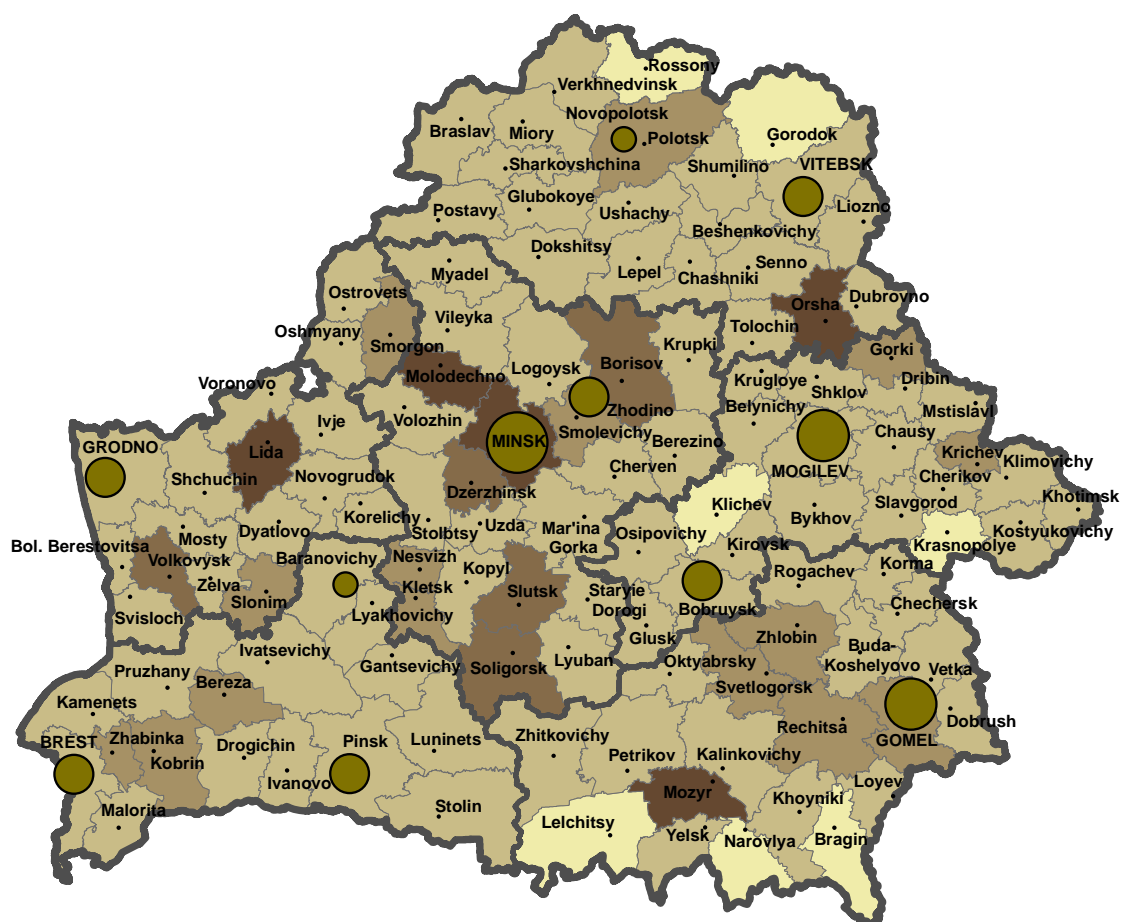 Rossony
Verkhnedvinsk
Novopolotsk
Braslav
Miory
Polotsk
Gorodok
Sharkovshchina
Shumilino
VITEBSK
Glubokoye
Postavy
Ushachy
Liozno
Beshenkovichy
Dokshitsy
Myadel
Lepel
Chashniki
Senno
Ostrovets
Orsha
Dubrovno
Oshmyany
Vileyka
Tolochin
Smorgon
Krupki
Gorki
Logoysk
Borisov
Molodechno
Voronovo
Krugloye
Shklov
Dribin
Ivje
Volozhin
Zhodino
Belynichy
Mstislavl
GRODNO
MINSK
Smolevichy
Berezino
Chausy
Lida
Krichev
Klimovichy
MOGILEV
Shchuchin
Novogrudok
Cherven
Cherikov
Dzerzhinsk
Klichev
Khotimsk
Korelichy
Slavgorod
Bykhov
Stolbtsy
Uzda
Mar'ina
Gorka
Osipovichy
Kostyukovichy
Krasnopolye
Dyatlovo
Mosty
Bol. Berestovitsa
Baranovichy
Nesvizh
Kirovsk
Volkovysk
Kopyl
Korma
Zelva
Kletsk
Rogachev
Slonim
Slutsk
Staryie
Dorogi
Bobruysk
Chechersk
Svisloch
Lyakhovichy
Glusk
Zhlobin
Buda-
Koshelyovo
Ivatsevichy
Gantsevichy
Soligorsk
Lyuban
Oktyabrsky
Pruzhany
Vetka
Bereza
Svetlogorsk
Kamenets
Rechitsa
Dobrush
BREST
Zhabinka
Kobrin
Drogichin
Pinsk
Luninets
Zhitkovichy
GOMEL
Petrikov
Kalinkovichy
Ivanovo
Loyev
Malorita
Stolin
Mozyr
Khoyniki
Lelchitsy
Yelsk
Narovlya
Bragin